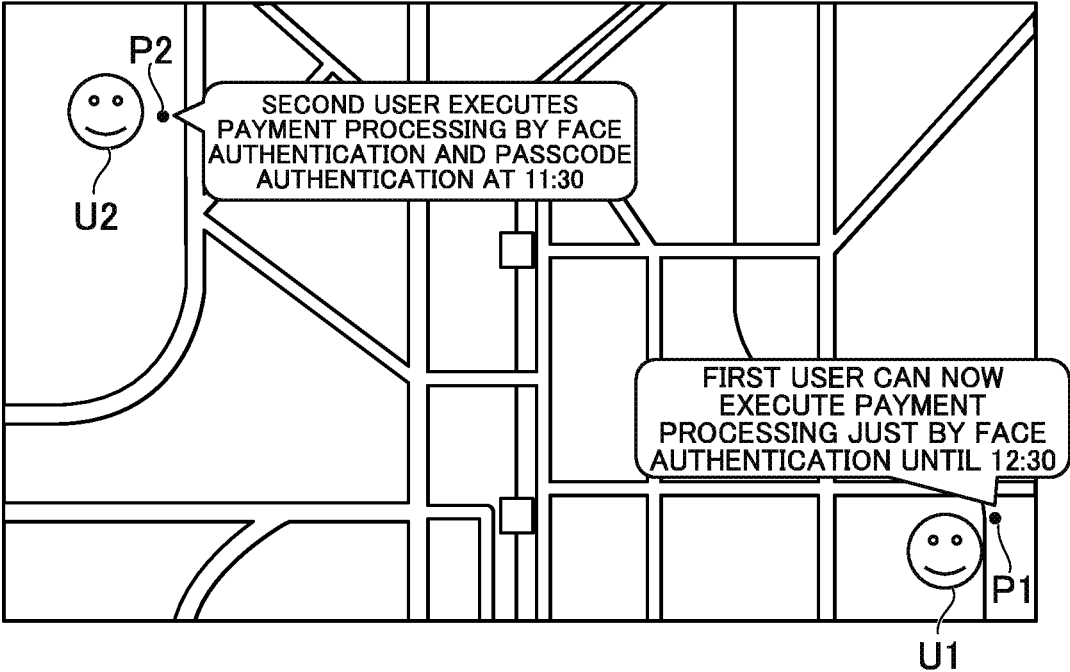 P2
SECOND USER EXECUTES
PAYMENT PROCESSING BY FACE
AUTHENTICATION AND PASSCODE
AUTHENTICATION AT 11:30
U2
FIRST USER CAN NOW
EXECUTE PAYMENT
PROCESSING JUST BY FACE
AUTHENTICATION UNTIL 12:30
P1
U1